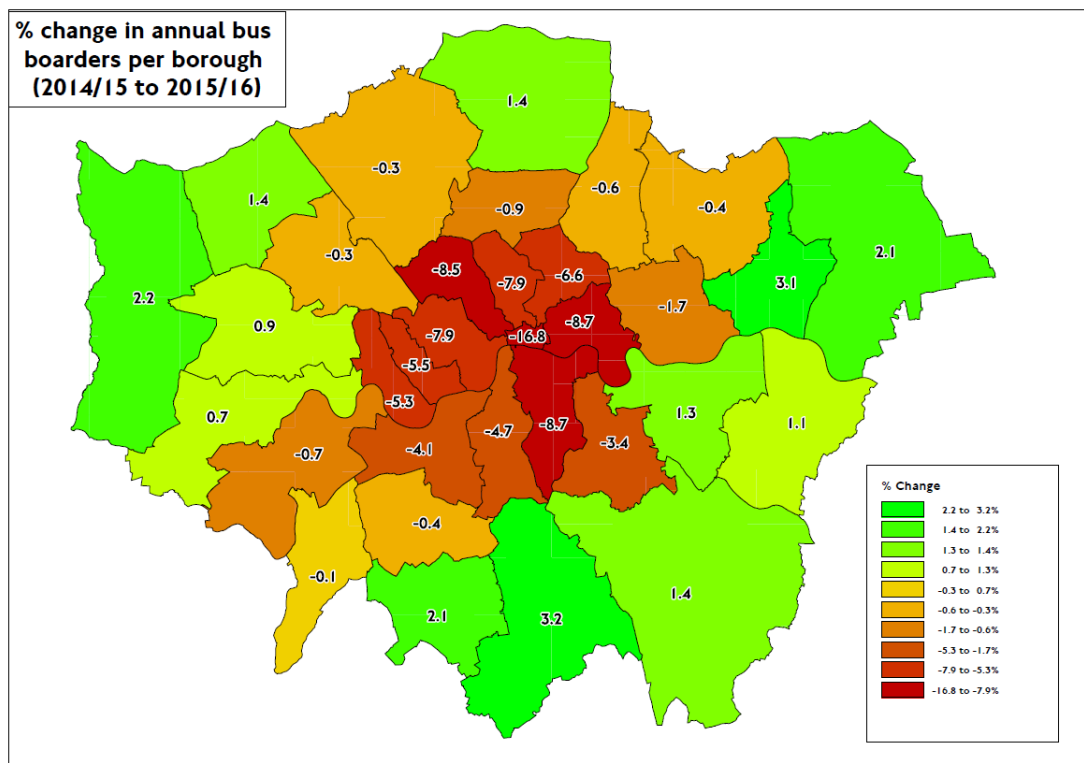 % change in annual bus
boarders per borough
(2014/15 to 2015/16)
1.4
-0.3
-0.6
-0.4
1.4
-0.9
2.1
-0.3
-8.5
-7.9
-6.6
3.1
2.2
-1.7
0.9
-7.9
-16.8
-8.7
-5.5
-5.3
0.7
1.3
1.1
-4.7
-8.7
-3.4
-4.1
-0.7
-0.4
-0.1
2.1
3.2
1.4
% Change
2.2 to 3.2%
1.4 to 2.2%
1.3 to 1.4%
0.7 to 1.3%
-0.3 to 0.7%
-0.6 to -0.3%
-1.7 to -0.6%
-5.3 to -1.7%
-7.9 to -5.3%
-16.8 to -7.9%